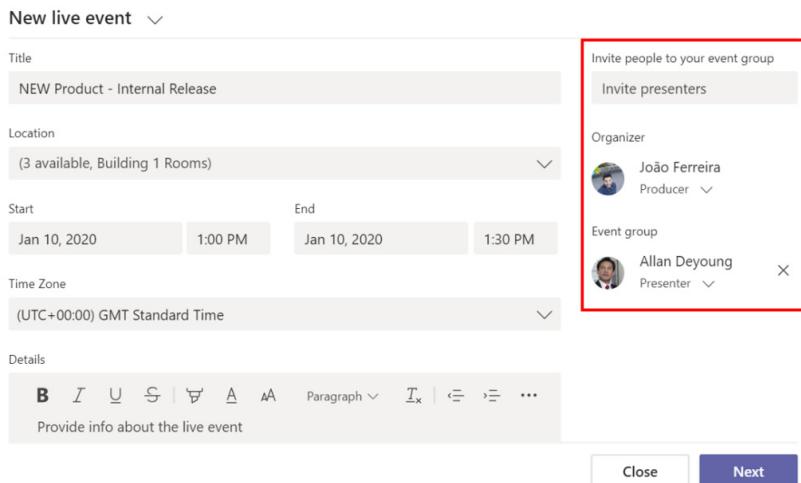 New live event
Title
NEW Product - Internal Release
Location
(3 available, Building 1 Rooms)
Start
End
Jan 10, 2020
1:00 PM
Jan 10, 2020
1:30 PM
Time Zone
(UTC+00:00) GMT Standard Time
Details
B I U S A AA Paragraph Tx
Provide info about the live event
Invite people to your event group
Invite presenters
Organizer
João Ferreira
Producer
Event group
Allan Deyoung
Presenter
Close
Next